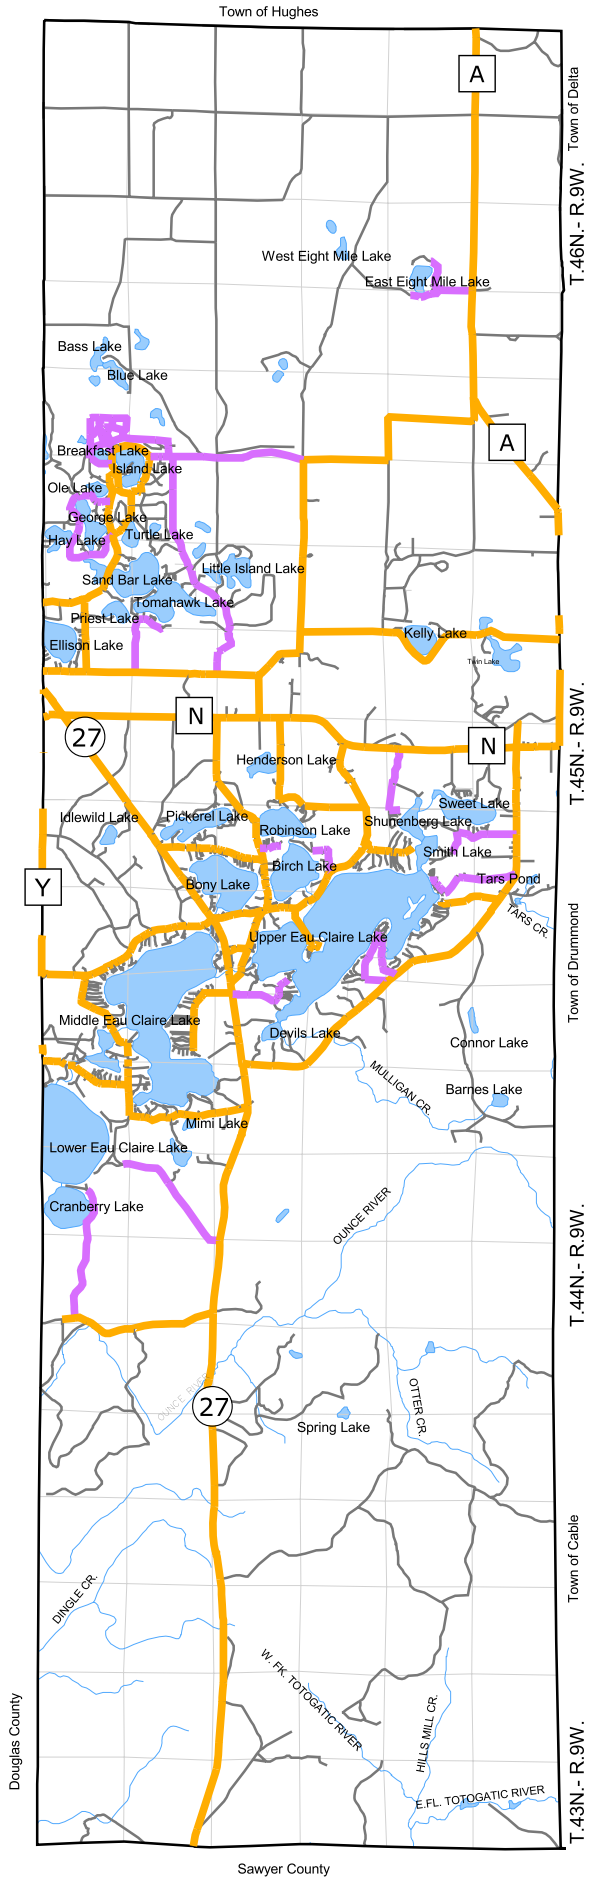 Town of Hughes
A
Town of Delta
T.46N.- R.9W.
West Eight Mile Lake
East Eight Mile Lake
Bass Lake
Blue Lake
A
Breakfast Lake
Island Lake
Ole Lake
George Lake
Turtle Lake
Hay Lake
Little Island Lake
Sand Bar Lake
Tomahawk Lake
Priest Lake
Kelly Lake
Ellison Lake
Twin Lake
T.45N.- R.9W.
N
27
N
Henderson Lake
Sweet Lake
Idlewild Lake
Pickerel Lake
Shunenberg Lake
Robinson Lake
Smith Lake
Birch Lake
Y
Bony Lake
Tars Pond
TARS CR.
Upper Eau Claire Lake
Town of Drummond
Middle Eau Claire Lake
Devils Lake
Connor Lake
MULLIGAN CR.
Barnes Lake
Mimi Lake
Lower Eau Claire Lake
Cranberry Lake
OUNCE RIVER
T.44N.- R.9W.
OUNCE RIVER
27
OTTER CR.
Spring Lake
Town of Cable
DINGLE CR.
W. FK. TOTOGATIC RIVER
HILLS MILL CR.
Douglas County
E.FL. TOTOGATIC RIVER
T.43N.- R.9W.
Sawyer County